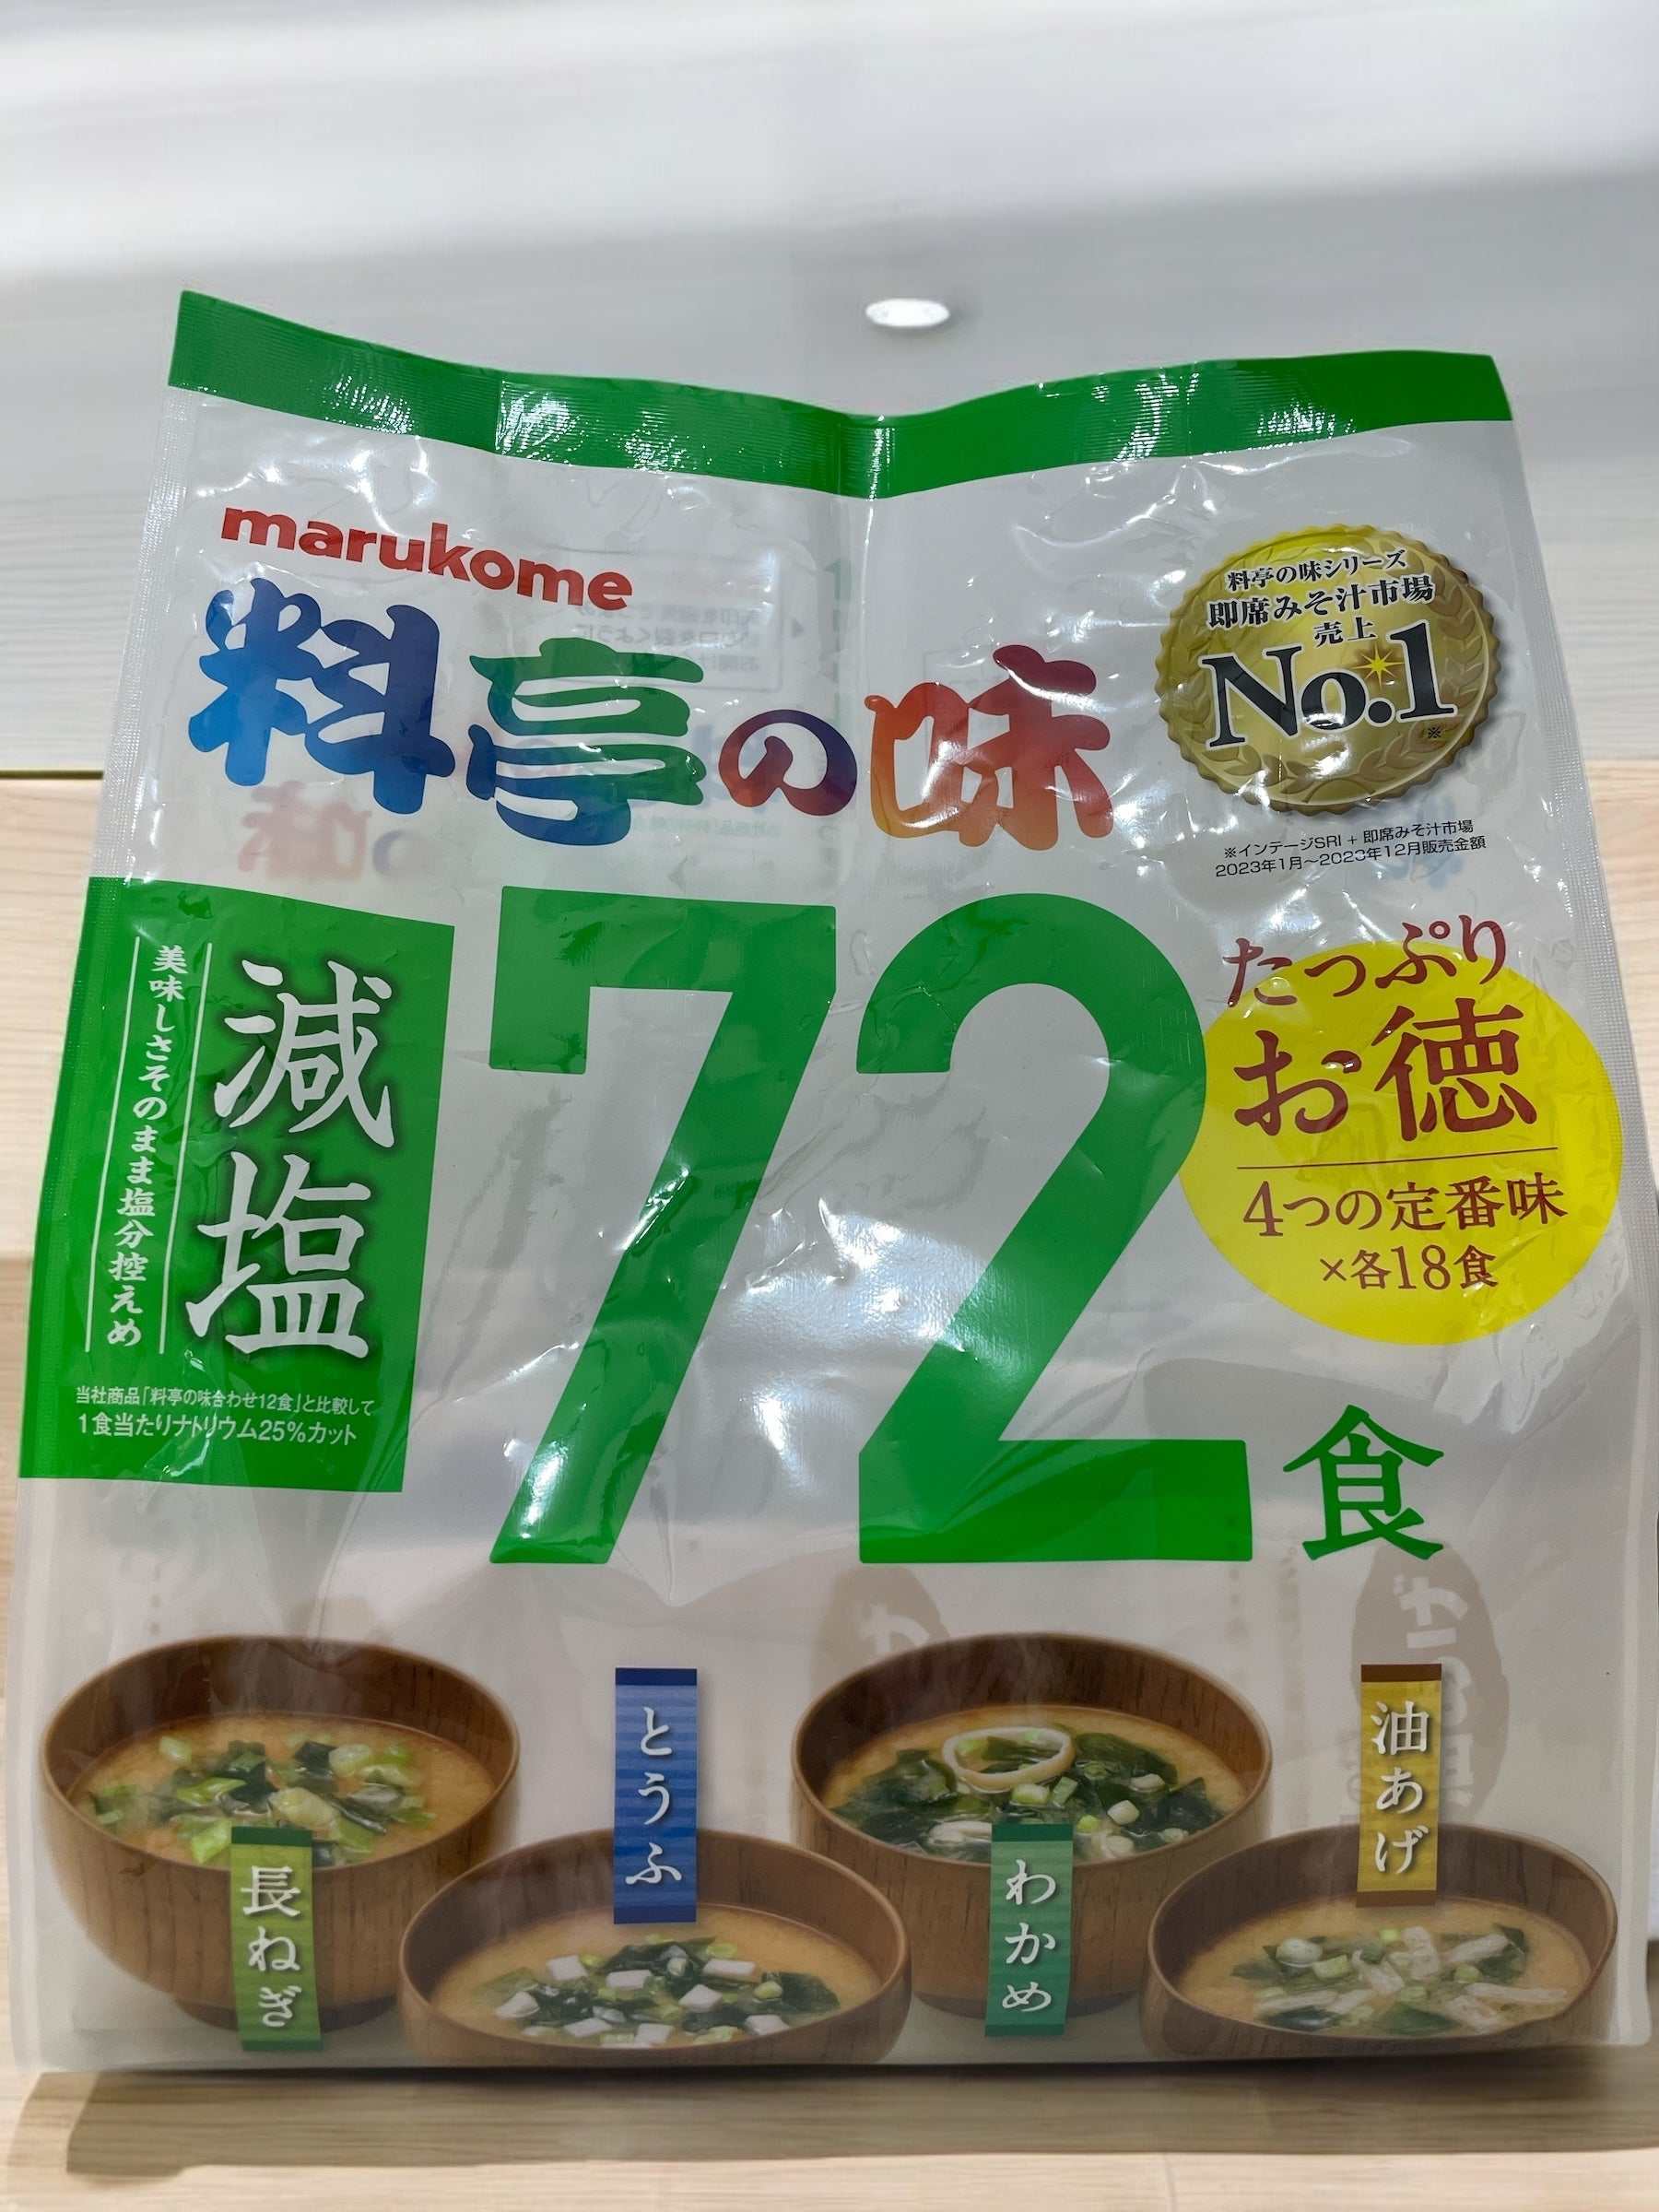 marukome
料亭の味
料亭の味シリーズ
即席みそ汁市場
売上
No.1
※
※インテージSRI+即席みそ汁市場
2023年1月～2023年12月販売金額
減塩
美味しさそのまま塩分控えめ
当社商品「料亭の味合わせ12食」と比較して
1食当たりナトリウム25%カット
72食
たっぷり
お徳
4つの定番味
×各18食
長ねぎ
とうふ
わかめ
油あげ